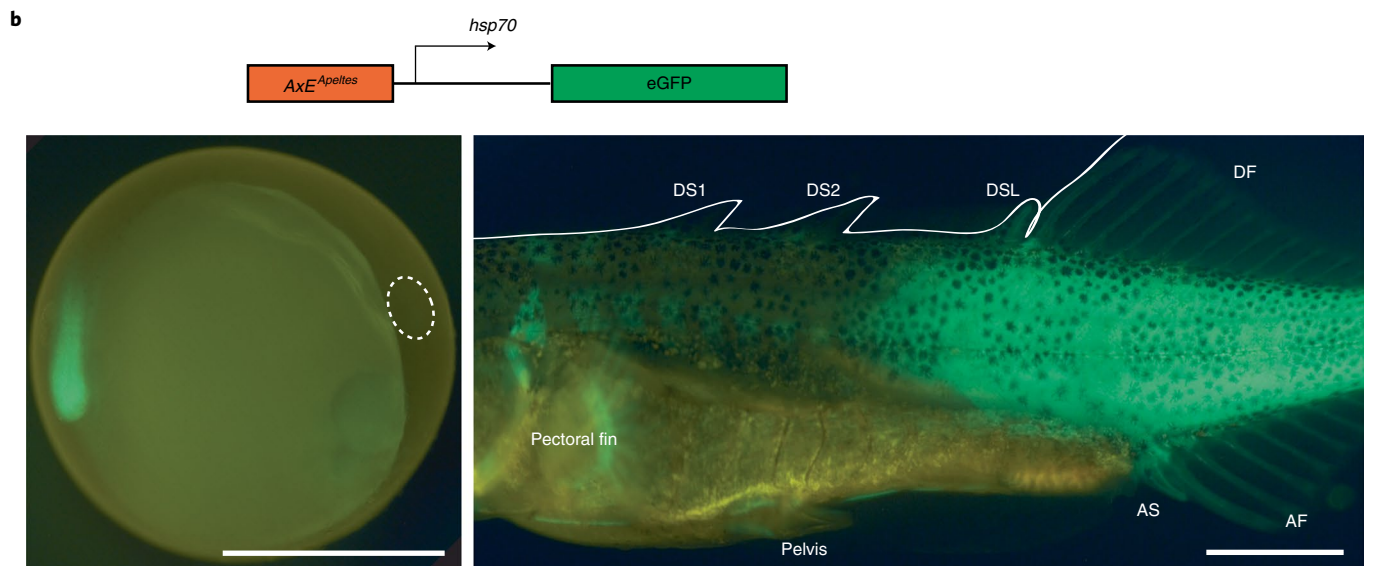 b
hsp70
AxE^Apeltes
eGFP
DS1
DS2
DSL
DF
Pectoral fin
AS
AF
Pelvis